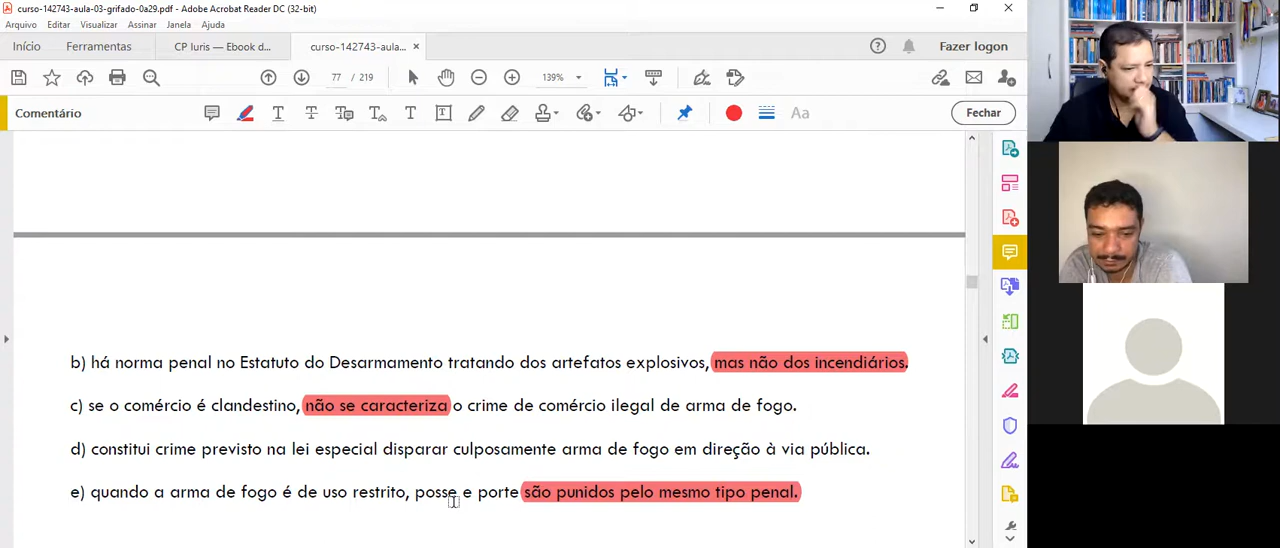 curso-142743-aula-03-grifado-0a29.pdf - Adobe Acrobat Reader DC (32-bit)
Arquivo Editar Visualizar Assinar Janela Ajuda
Início Ferramentas CP Iuris — Ebook d... curso-142743-aula... × Fazer logon
77 / 219 139%
Comentário Aa Fechar
b) há norma penal no Estatuto do Desarmamento tratando dos artefatos explosivos, mas não dos incendiários.
c) se o comércio é clandestino, não se caracteriza o crime de comércio ilegal de arma de fogo.
d) constitui crime previsto na lei especial disparar culposamente arma de fogo em direção à via pública.
e) quando a arma de fogo é de uso restrito, posse e porte são punidos pelo mesmo tipo penal.